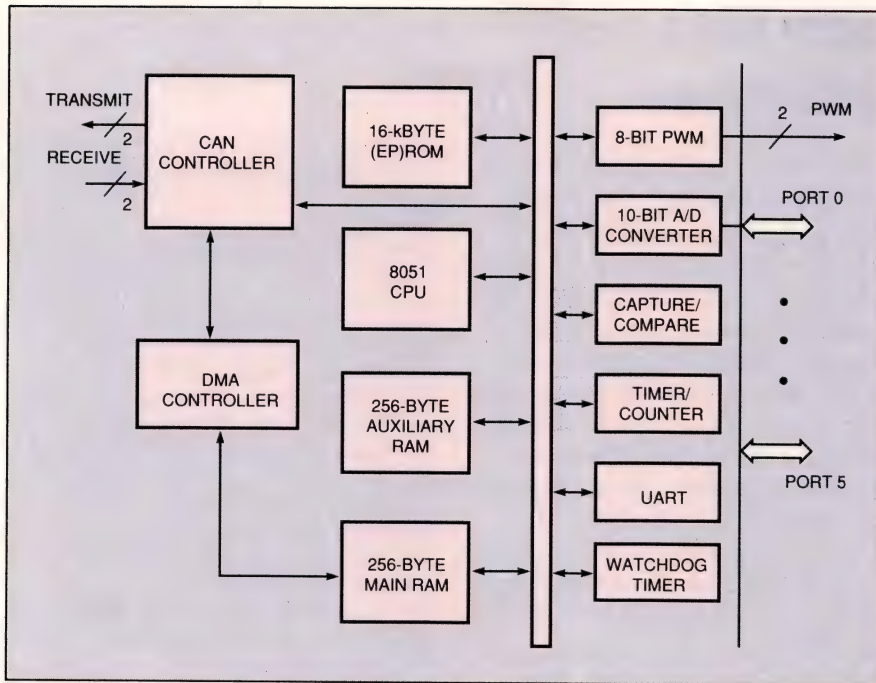 TRANSMIT
2
RECEIVE
2
CAN
CONTROLLER
DMA
CONTROLLER
16-kBYTE
(EP)ROM
8051
CPU
256-BYTE
AUXILIARY
RAM
256-BYTE
MAIN RAM
8-BIT PWM
10-BIT A/D
CONVERTER
CAPTURE/
COMPARE
TIMER/
COUNTER
UART
WATCHDOG
TIMER
2
PWM
PORT 0
PORT 5